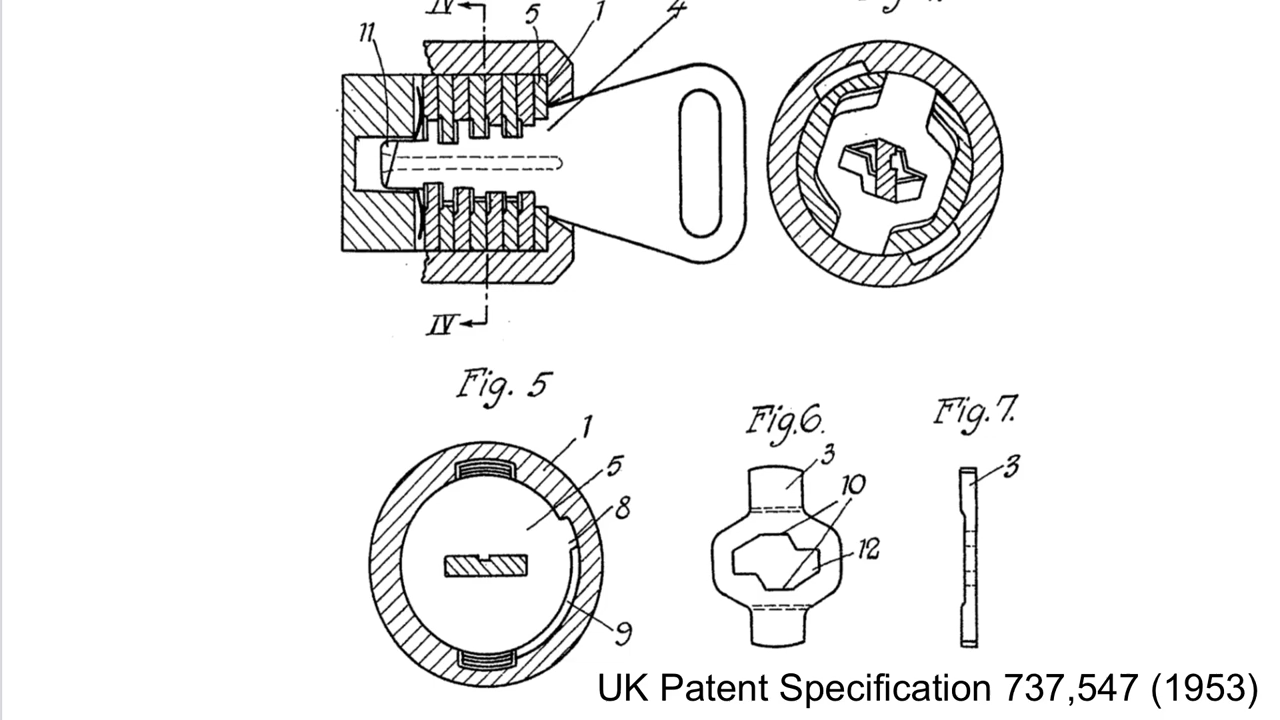 IV
5
1
4
11
IV
Fig. 5
1
5
8
9
Fig.6.
3
10
12
Fig.7.
3
UK Patent Specification 737,547 (1953)